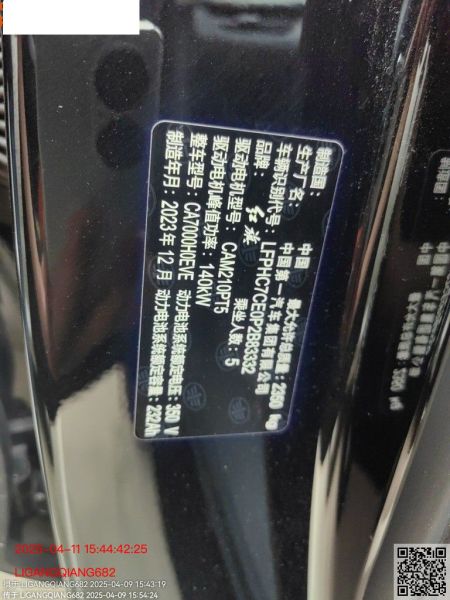 制造国：中国
生产厂名：中国第一汽车集团有限公司
车辆识别代号：
品牌：红旗 最大允许总质量： kg
驱动电机型号：CAM210PT5 乘坐人数：5
驱动电机峰值功率：140kW
整车型号：CA7000H0EVE 动力电池系统额定电压： V
制造年月：2023年12月 动力电池系统额定容量：232Ah
2025-04-11 15:44:42:25
LIGANGQIANG682
LIGANGQIANG682 2025-04-09 15:43:19
传于 LIGANGQIANG682 2025-04-09 15:54:24